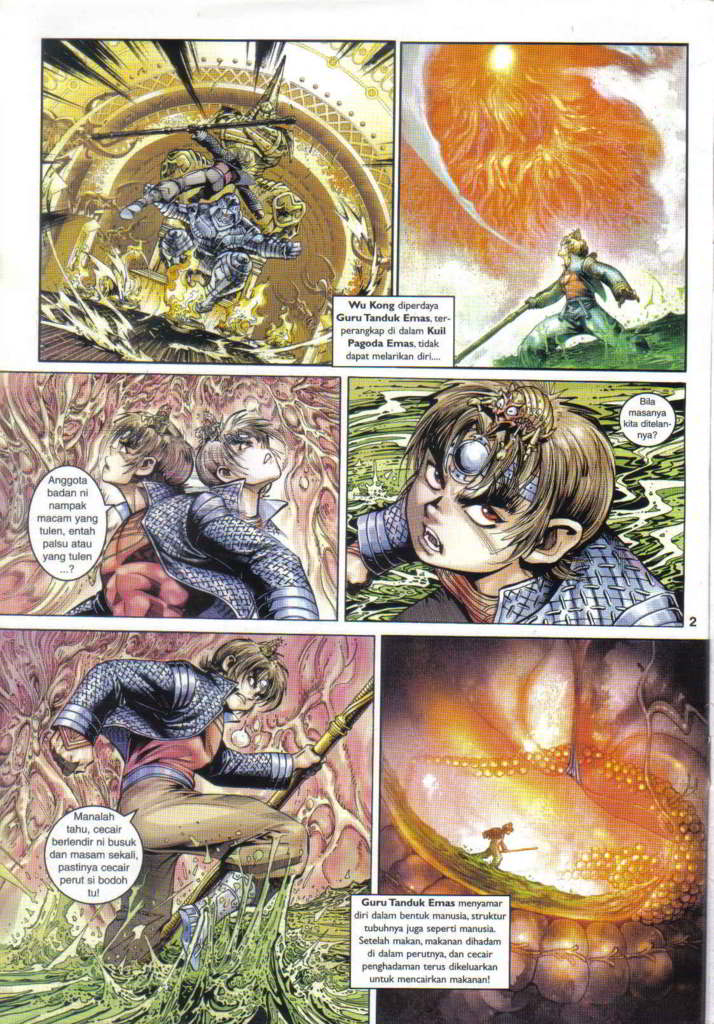 Wu Kong diperdaya
Guru Tanduk Emas, ter-
perangkap di dalam Kuil
Pagoda Emas, tidak
dapat melarikan diri....
Anggota
badan ni
nampak
macam yang
tulen, entah
palsu atau
yang tulen
...?
Bila
masanya
kita ditelan-
nya?
2
Manalah
tahu, cecair
berlendir ni busuk
dan masam sekali,
pastinya cecair
perut si bodoh
tu!
Guru Tanduk Emas menyamar
diri dalam bentuk manusia, struktur
tubuhnya juga seperti manusia.
Setelah makan, makanan dihadam
di dalam perutnya, dan cecair
penghadaman terus dikeluarkan
untuk mencairkan makanan!